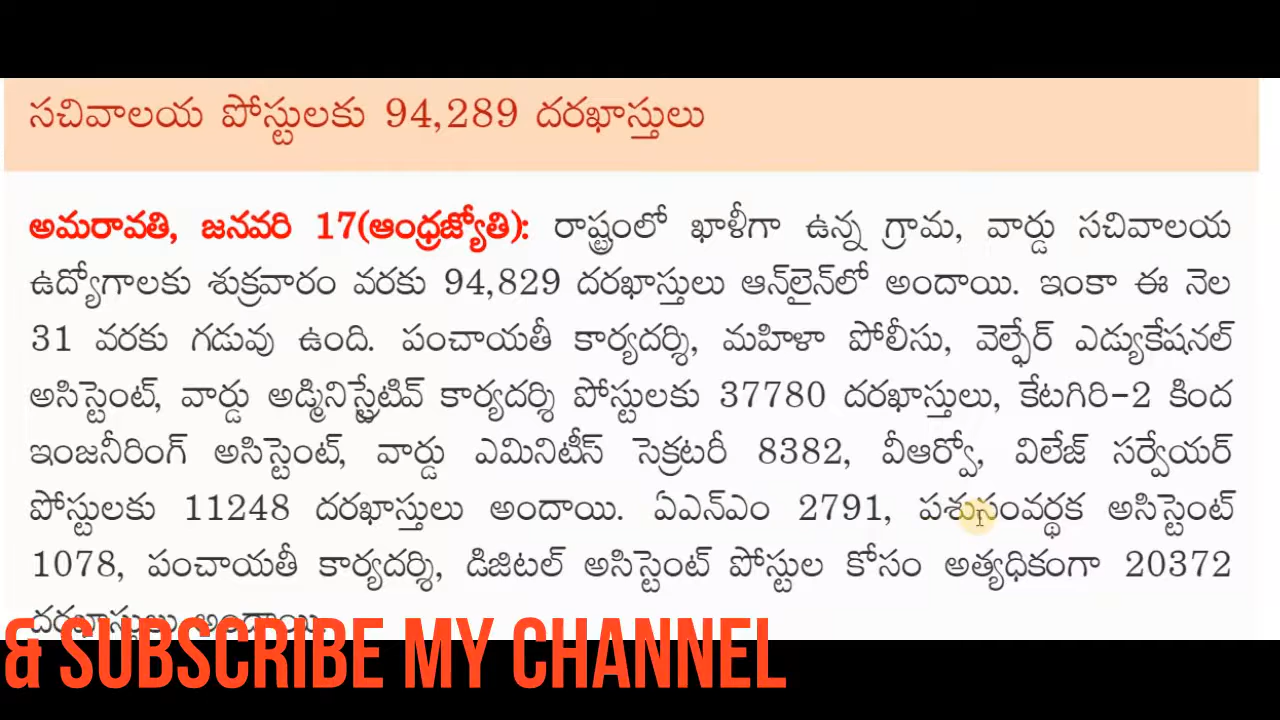 సచివాలయ పోస్టులకు 94,289 దరఖాస్తులు
అమరావతి, జనవరి 17(ఆంధ్రజ్యోతి): రాష్ట్రంలో ఖాళీగా ఉన్న గ్రామ, వార్డు సచివాలయ
ఉద్యోగాలకు శుక్రవారం వరకు 94,829 దరఖాస్తులు ఆన్‌లైన్‌లో అందాయి. ఇంకా ఈ నెల
31 వరకు గడువు ఉంది. పంచాయతీ కార్యదర్శి, మహిళా పోలీసు, వెల్ఫేర్ ఎడ్యుకేషనల్
అసిస్టెంట్, వార్డు అడ్మినిస్ట్రేటివ్ కార్యదర్శి పోస్టులకు 37780 దరఖాస్తులు, కేటగిరి-2 కింద
ఇంజనీరింగ్ అసిస్టెంట్, వార్డు ఎమినిటీస్ సెక్రటరీ 8382, వీఆర్వో, విలేజ్ సర్వేయర్
పోస్టులకు 11248 దరఖాస్తులు అందాయి. ఏఎన్ఎం 2791, పశుసంవర్థక అసిస్టెంట్
1078, పంచాయతీ కార్యదర్శి, డిజిటల్ అసిస్టెంట్ పోస్టుల కోసం అత్యధికంగా 20372
దరఖాస్తులు అందాయి.
& SUBSCRIBE MY CHANNEL